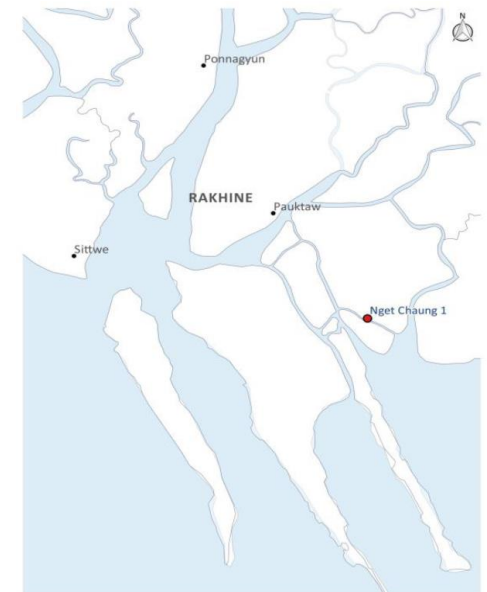 N
Ponnagyun
RAKHINE
Pauktaw
Sittwe
Nget Chaung 1